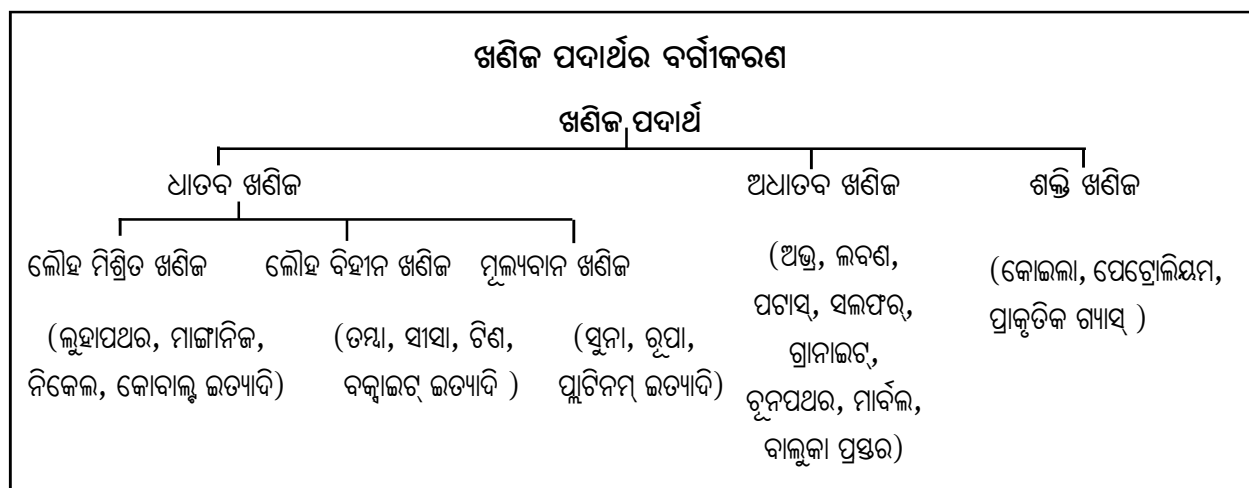 ଖଣିଜ ପଦାର୍ଥର ବର୍ଗୀକରଣ
ଖଣିଜ ପଦାର୍ଥ
ଧାତବ ଖଣିଜ
ଅଧାତବ ଖଣିଜ
ଶକ୍ତି ଖଣିଜ
ଲୌହ ମିଶ୍ରିତ ଖଣିଜ
ଲୌହ ବିହୀନ ଖଣିଜ
ମୂଲ୍ୟବାନ ଖଣିଜ
(ଲୁହାପଥର, ମାଙ୍ଗାନିଜ,
ନିକେଲ, କୋବାଲ୍ଟ ଇତ୍ୟାଦି)
(ତମ୍ଭା, ସୀସା, ଟିଣ,
ବକ୍ସାଇଟ୍ ଇତ୍ୟାଦି )
(ସୁନା, ରୂପା,
ପ୍ଲାଟିନମ୍ ଇତ୍ୟାଦି)
(ଅଭ୍ର, ଲବଣ,
ପଟାସ୍, ସଲଫର୍,
ଗ୍ରାନାଇଟ୍,
ଚୂନପଥର, ମାର୍ବଲ,
ବାଲୁକା ପ୍ରସ୍ତର)
(କୋଇଲା, ପେଟ୍ରୋଲିୟମ,
ପ୍ରାକୃତିକ ଗ୍ୟାସ୍ )